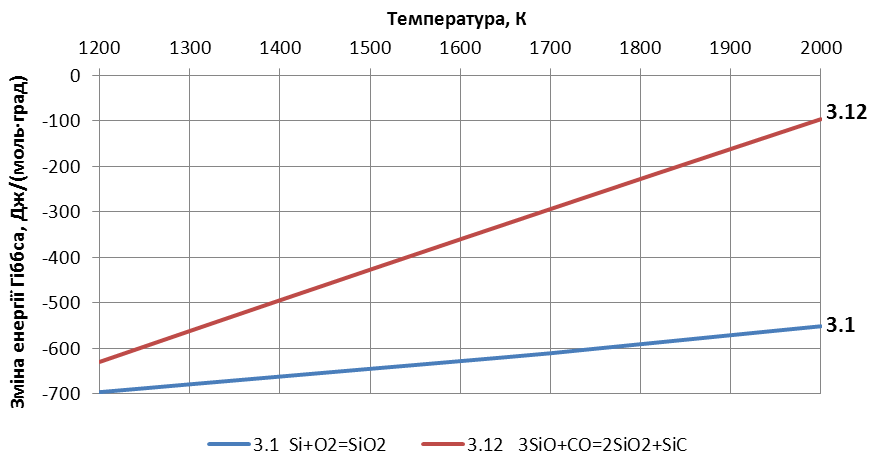 Температура, К
1200 1300 1400 1500 1600 1700 1800 1900 2000
Зміна енергії Гіббса, Дж/(моль·град)
0
-100
-200
-300
-400
-500
-600
-700
3.12
3.1
3.1 Si+O2=SiO2
3.12 3SiO+CO=2SiO2+SiC